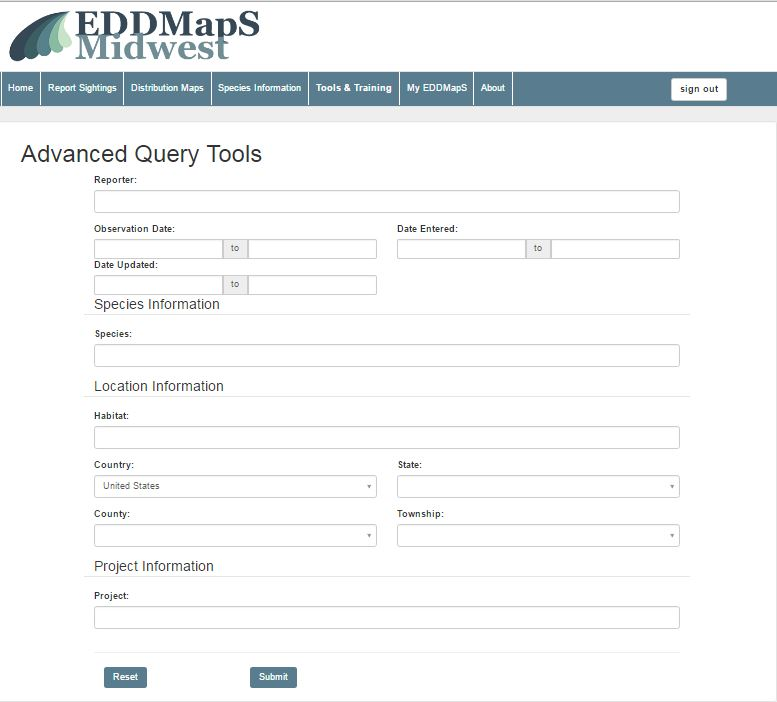 EDDMapS
Midwest
Home Report Sightings Distribution Maps Species Information Tools & Training My EDDMapS About sign out
Advanced Query Tools
Reporter:
Observation Date: Date Entered:
to to
Date Updated:
to
Species Information
Species:
Location Information
Habitat:
Country: State:
United States
County: Township:
Project Information
Project:
Reset Submit